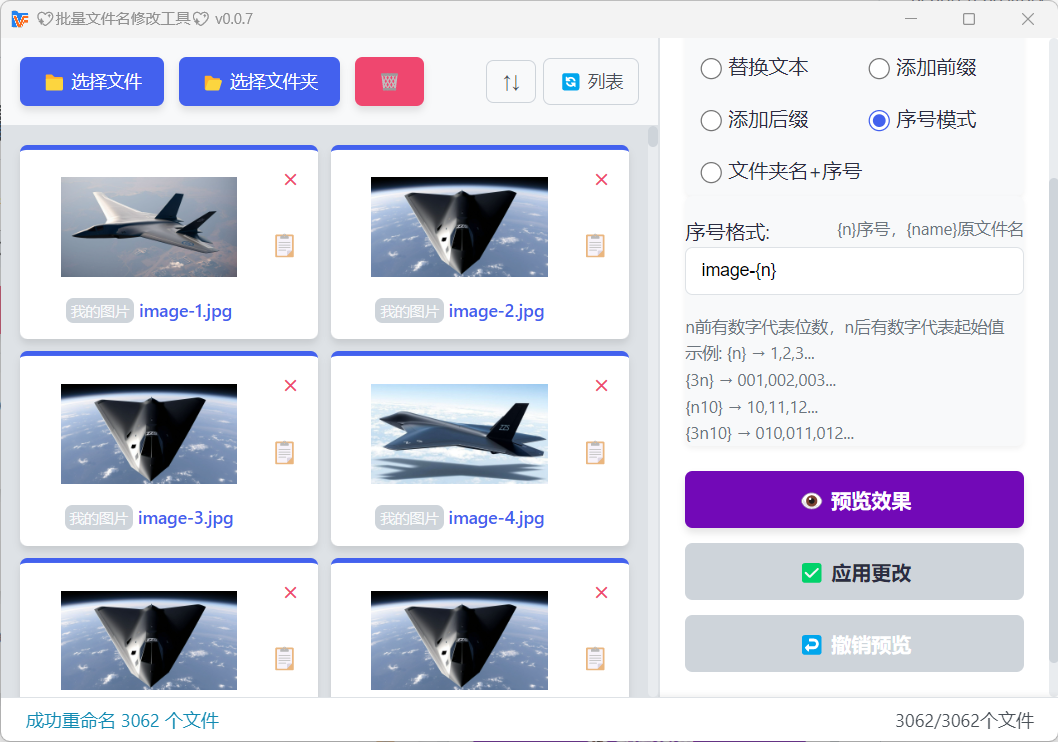 批量文件名修改工具 v0.0.7
选择文件
选择文件夹
↑↓
列表
替换文本
添加前缀
添加后缀
序号模式
文件夹名+序号
序号格式:
{n}序号，{name}原文件名
image-{n}
n前有数字代表位数，n后有数字代表起始值
示例: {n} → 1,2,3...
{3n} → 001,002,003...
{n10} → 10,11,12...
{3n10} → 010,011,012...
预览效果
应用更改
撤销预览
我的图片 image-1.jpg
我的图片 image-2.jpg
我的图片 image-3.jpg
我的图片 image-4.jpg
成功重命名 3062 个文件
3062/3062个文件